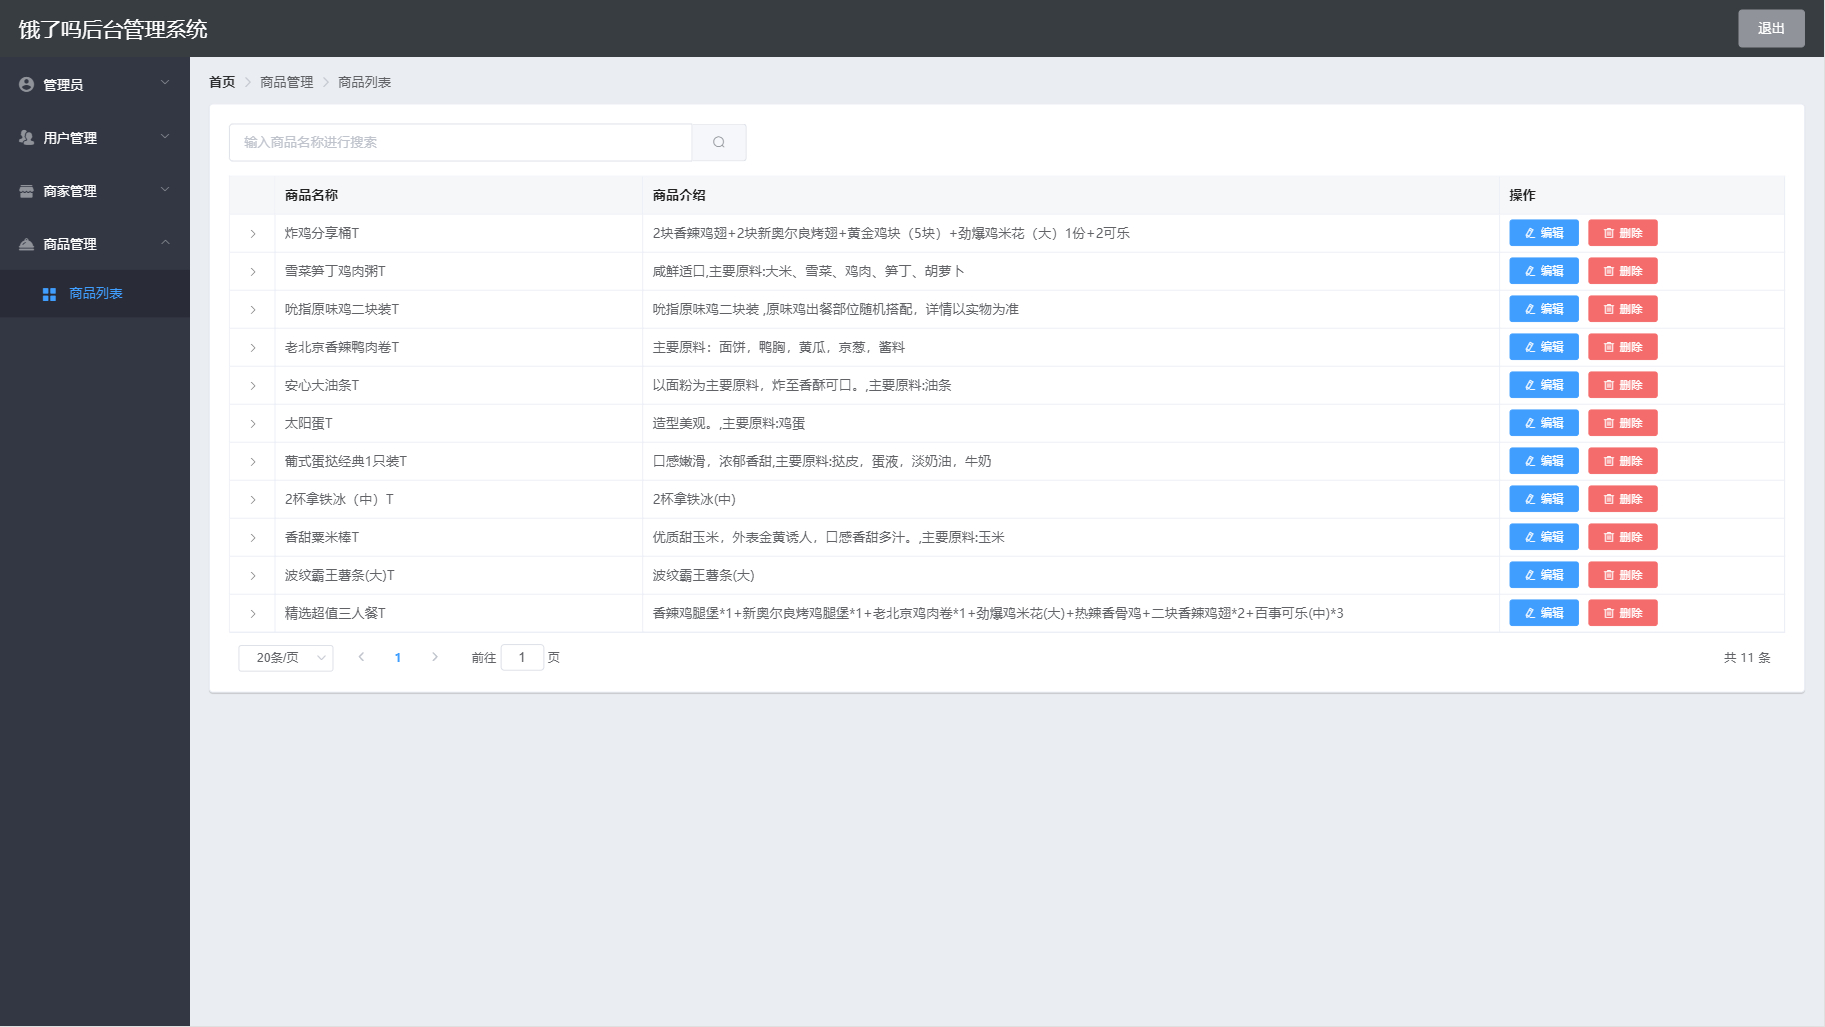 饿了吗后台管理系统
退出
管理员
用户管理
商家管理
商品管理
商品列表
首页 商品管理 商品列表
输入商品名称进行搜索
商品名称 商品介绍 操作
炸鸡分享桶T 2块香辣鸡翅+2块新奥尔良烤翅+黄金鸡块（5块）+劲爆鸡米花（大）1份+2可乐 编辑 删除
雪菜笋丁鸡肉粥T 咸鲜适口,主要原料:大米、雪菜、鸡肉、笋丁、胡萝卜 编辑 删除
吮指原味鸡二块装T 吮指原味鸡二块装 ,原味鸡出餐部位随机搭配，详情以实物为准 编辑 删除
老北京香辣鸭肉卷T 主要原料：面饼，鸭胸，黄瓜，京葱，酱料 编辑 删除
安心大油条T 以面粉为主要原料，炸至香酥可口。,主要原料:油条 编辑 删除
太阳蛋T 造型美观。,主要原料:鸡蛋 编辑 删除
葡式蛋挞经典1只装T 口感嫩滑，浓郁香甜,主要原料:挞皮，蛋液，淡奶油，牛奶 编辑 删除
2杯拿铁冰（中）T 2杯拿铁冰(中) 编辑 删除
香甜粟米棒T 优质甜玉米，外表金黄诱人，口感香甜多汁。,主要原料:玉米 编辑 删除
波纹霸王薯条(大)T 波纹霸王薯条(大) 编辑 删除
精选超值三人餐T 香辣鸡腿堡*1+新奥尔良烤鸡腿堡*1+老北京鸡肉卷*1+劲爆鸡米花(大)+热辣香骨鸡+二块香辣鸡翅*2+百事可乐(中)*3 编辑 删除
20条/页 1 前往 1 页 共 11 条